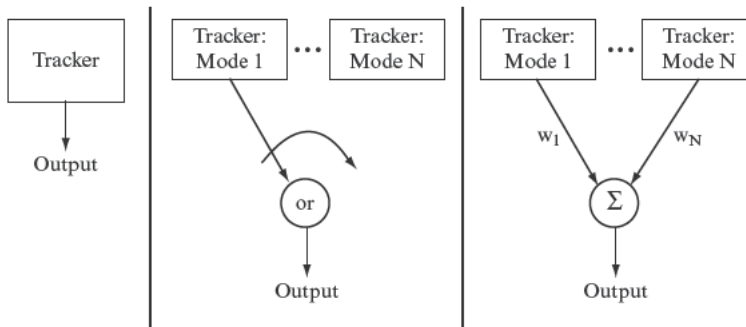 Tracker
Output
Tracker:
Mode 1
...
Tracker:
Mode N
or
Output
Tracker:
Mode 1
...
Tracker:
Mode N
w1
wN
Σ
Output